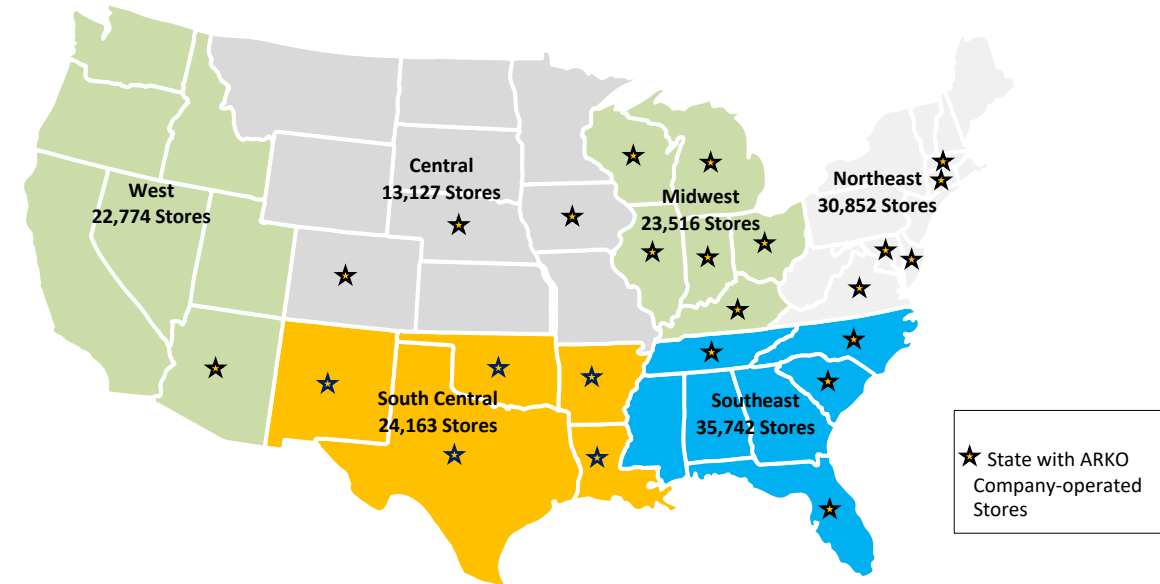 West
22,774 Stores
Central
13,127 Stores
Midwest
23,516 Stores
Northeast
30,852 Stores
South Central
24,163 Stores
Southeast
35,742 Stores
State with ARKO
Company-operated
Stores